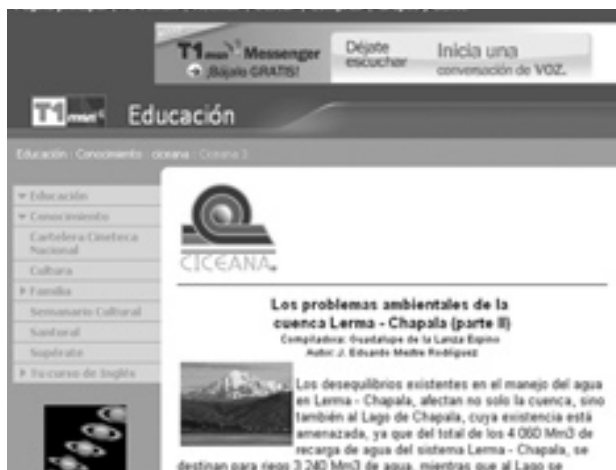 T1 msn Messenger
¡Bájalo GRATIS!
Déjate
escuchar
Inicia una
conversación de VOZ.
T1 msn
Educación
Educación : Conocimiento : ciceana : Ciceana 3
Educación
Conocimiento
Cartelera Cineteca
Nacional
Cultura
Familia
Semanario Cultural
Santoral
Supérate
Tu curso de Inglés
CICEANA
Los problemas ambientales de la
cuenca Lerma - Chapala (parte II)
Compiladora: Guadalupe de la Lanza Espino
Autor: J. Eduardo Mestre Rodríguez
Los desequilibrios existentes en el manejo del agua
en Lerma - Chapala, afectan no solo la cuenca, sino
también al Lago de Chapala, cuya existencia está
amenazada, ya que del total de los 4 060 Mm3 de
recarga de agua del sistema Lerma - Chapala, se
destinan para riego 3 240 Mm3 de agua, mientras que al Lago se